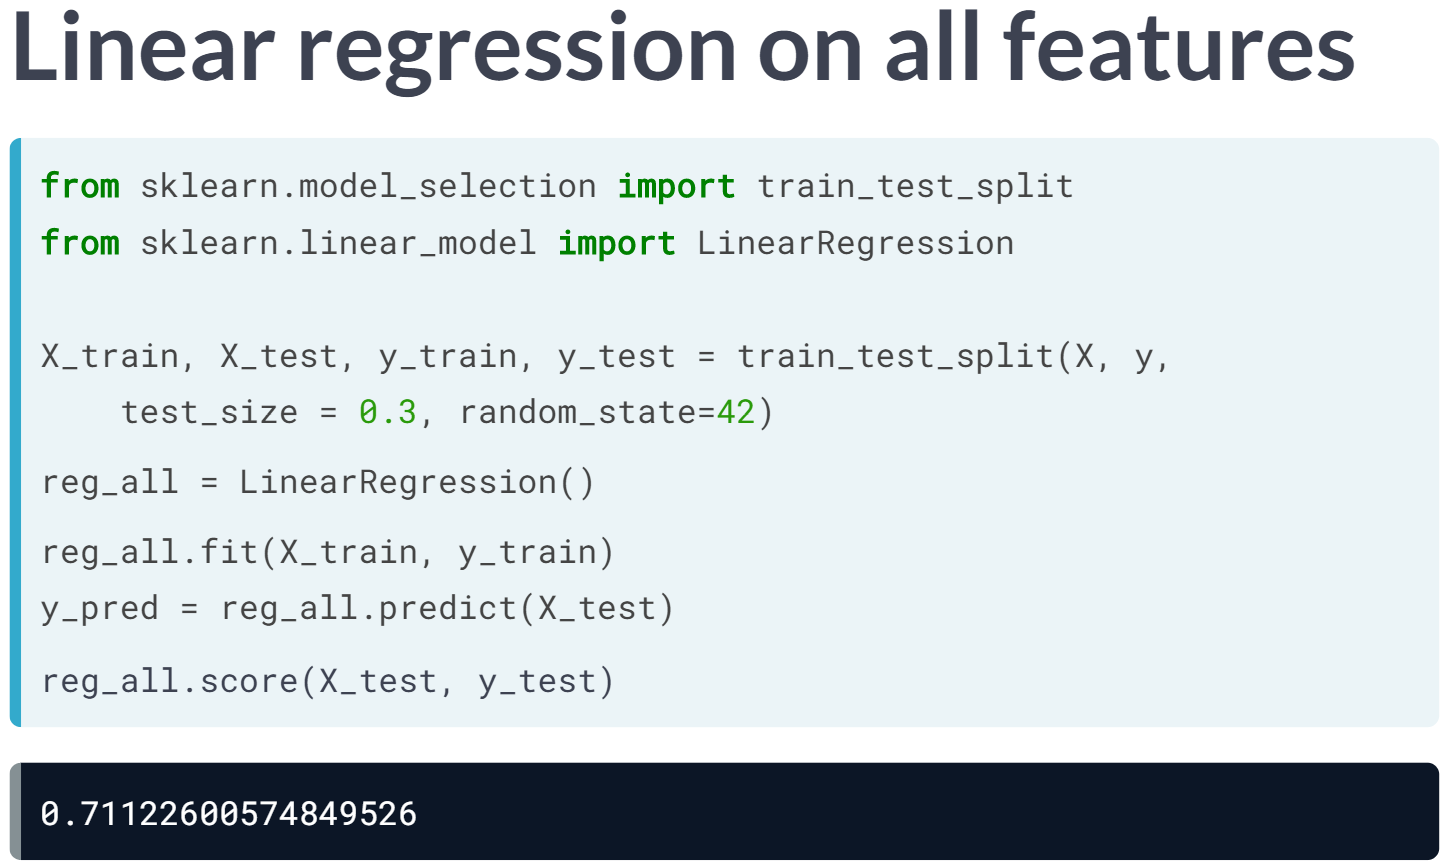 Linear regression on all features
from sklearn.model_selection import train_test_split
from sklearn.linear_model import LinearRegression
X_train, X_test, y_train, y_test = train_test_split(X, y,
    test_size = 0.3, random_state=42)
reg_all = LinearRegression()
reg_all.fit(X_train, y_train)
y_pred = reg_all.predict(X_test)
reg_all.score(X_test, y_test)
0.71122600574849526